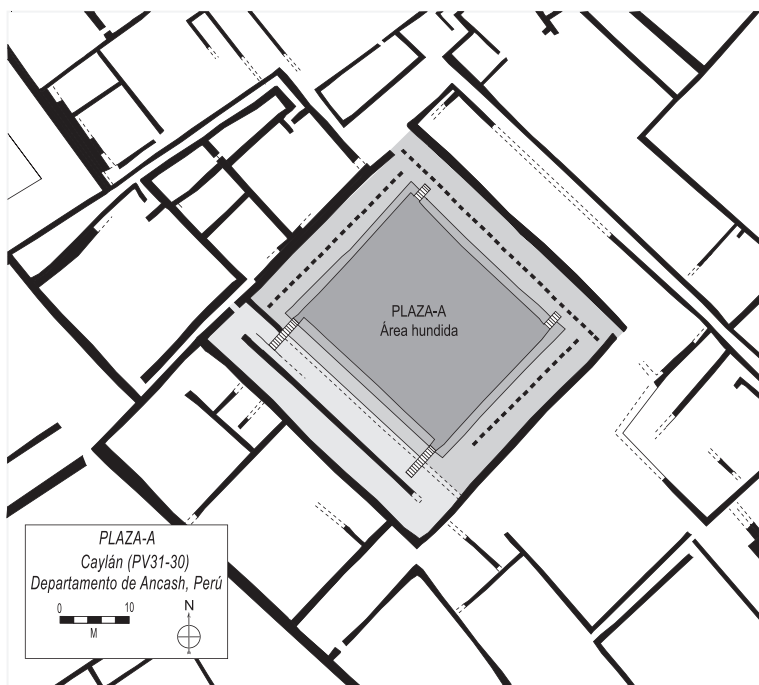 PLAZA-A
Área hundida
PLAZA-A
Caylán (PV31-30)
Departamento de Ancash, Perú
0 10
M
N